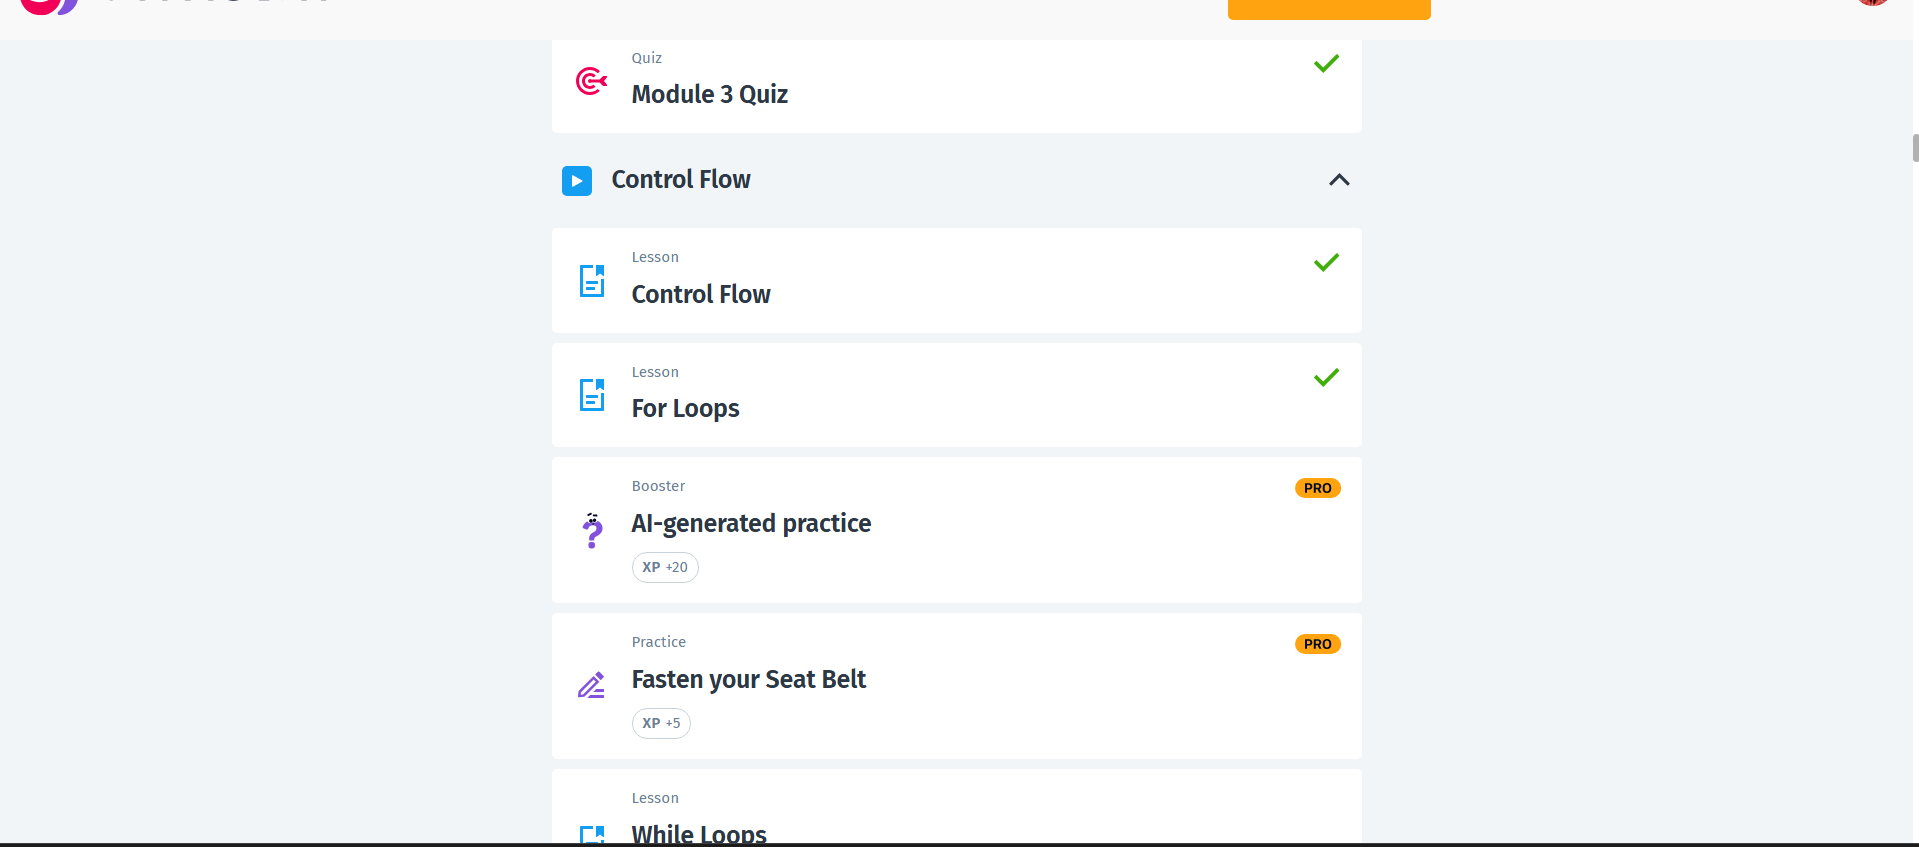 Quiz
Module 3 Quiz
Control Flow
Lesson
Control Flow
Lesson
For Loops
Booster
PRO
AI-generated practice
XP +20
Practice
PRO
Fasten your Seat Belt
XP +5
Lesson
While Loops